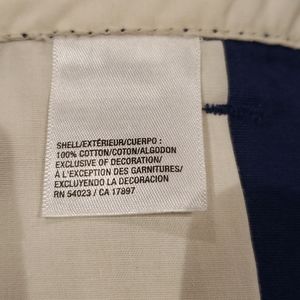 SHELL/EXTÉRIEUR/CUERPO :
100% COTTON/COTON/ALGODON
EXCLUSIVE OF DECORATION/
À L'EXCEPTION DES GARNITURES/
EXCLUYENDO LA DECORACION
RN 54023 / CA 17897